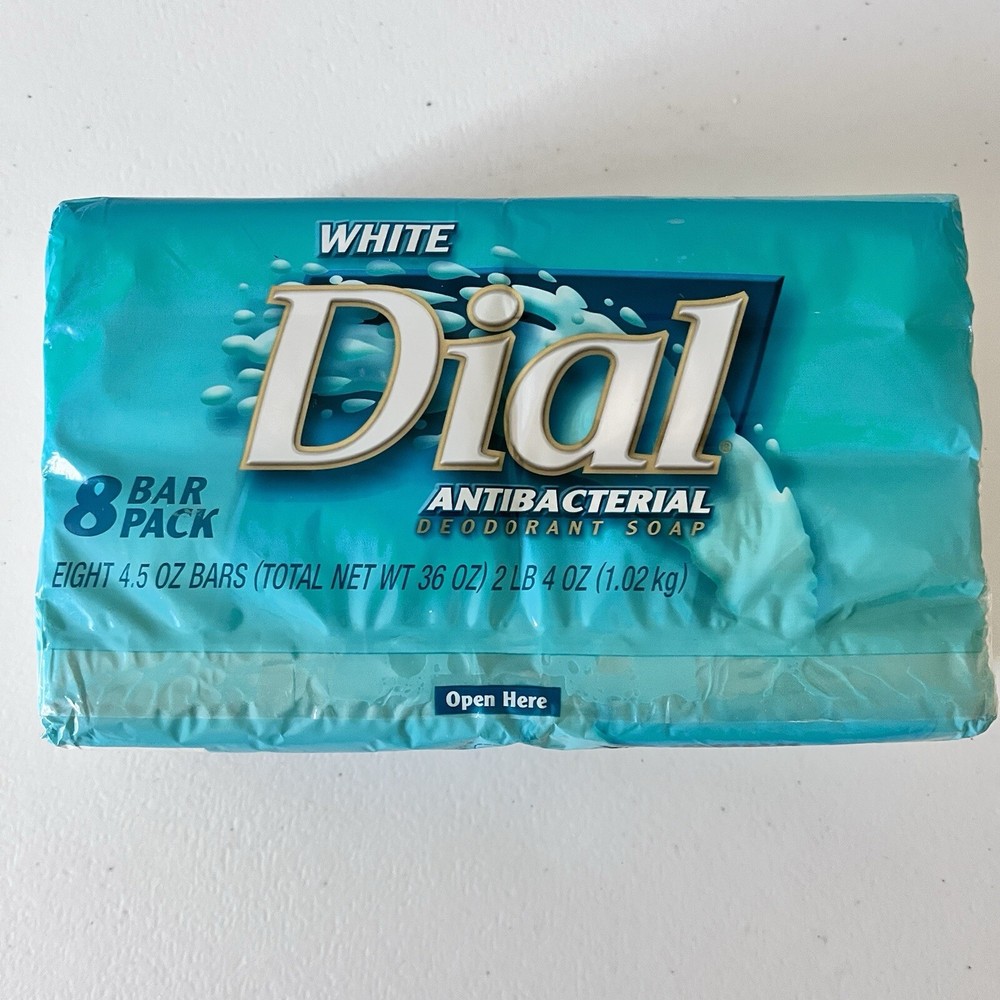 WHITE
Dial®
ANTIBACTERIAL
DEODORANT SOAP
8 BAR
PACK
EIGHT 4.5 OZ BARS (TOTAL NET WT 36 OZ) 2 LB 4 OZ (1.02 kg)
Open Here